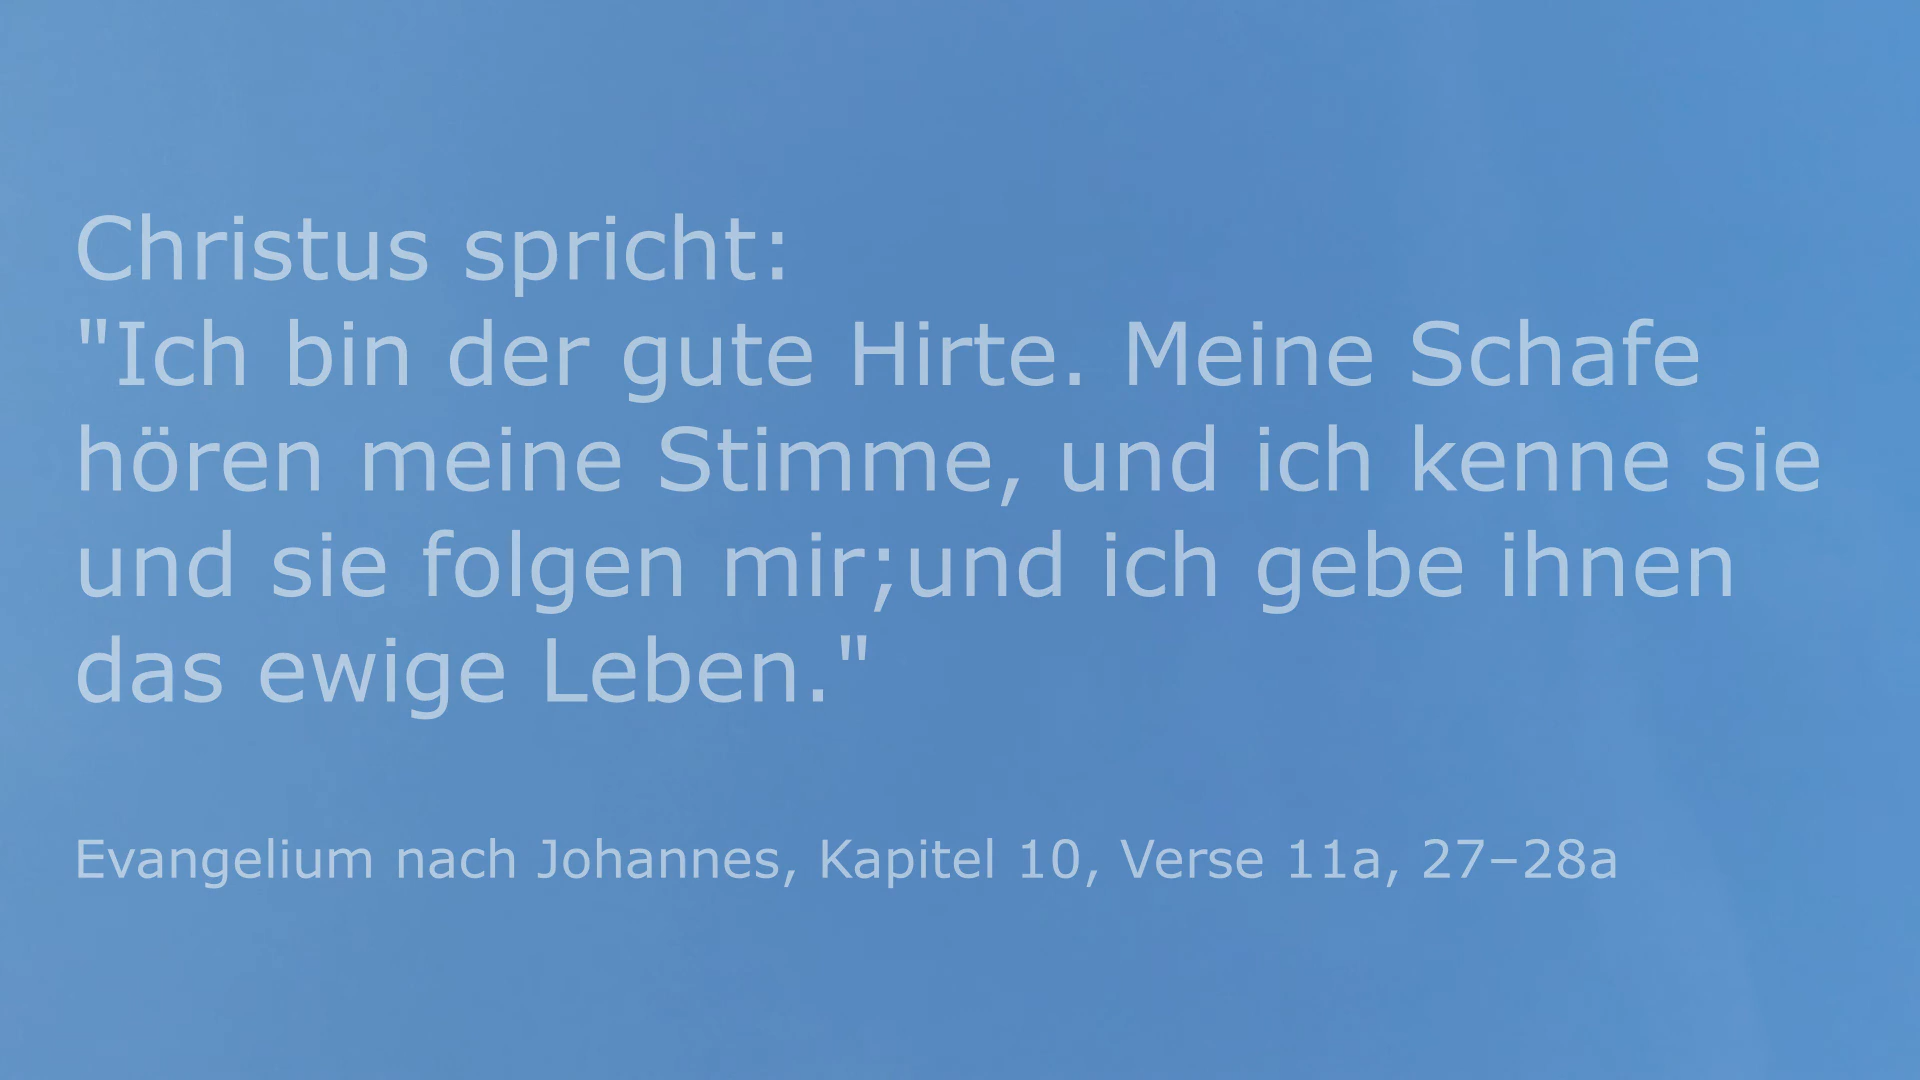 Christus spricht:
"Ich bin der gute Hirte. Meine Schafe
hören meine Stimme, und ich kenne sie
und sie folgen mir;und ich gebe ihnen
das ewige Leben."
Evangelium nach Johannes, Kapitel 10, Verse 11a, 27–28a